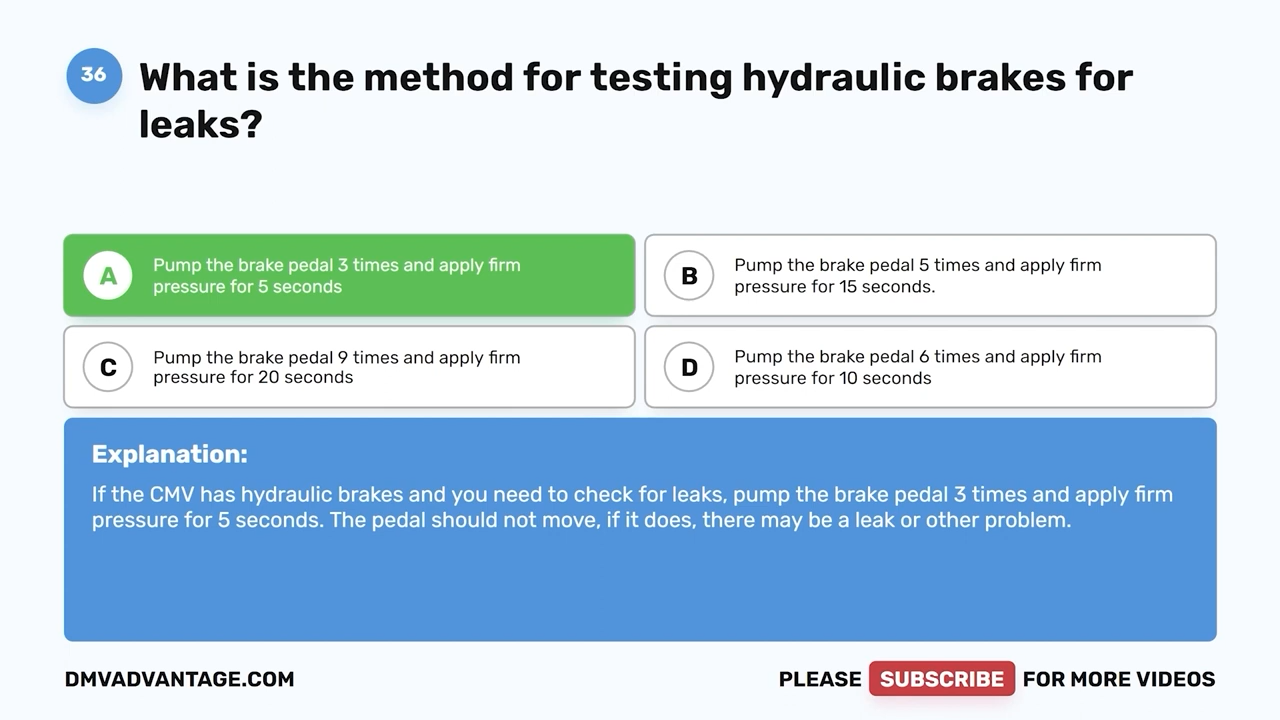 36
What is the method for testing hydraulic brakes for
leaks?
A
Pump the brake pedal 3 times and apply firm
pressure for 5 seconds
B
Pump the brake pedal 5 times and apply firm
pressure for 15 seconds.
C
Pump the brake pedal 9 times and apply firm
pressure for 20 seconds
D
Pump the brake pedal 6 times and apply firm
pressure for 10 seconds
Explanation:
If the CMV has hydraulic brakes and you need to check for leaks, pump the brake pedal 3 times and apply firm
pressure for 5 seconds. The pedal should not move, if it does, there may be a leak or other problem.
DMVADVANTAGE.COM
PLEASE SUBSCRIBE FOR MORE VIDEOS